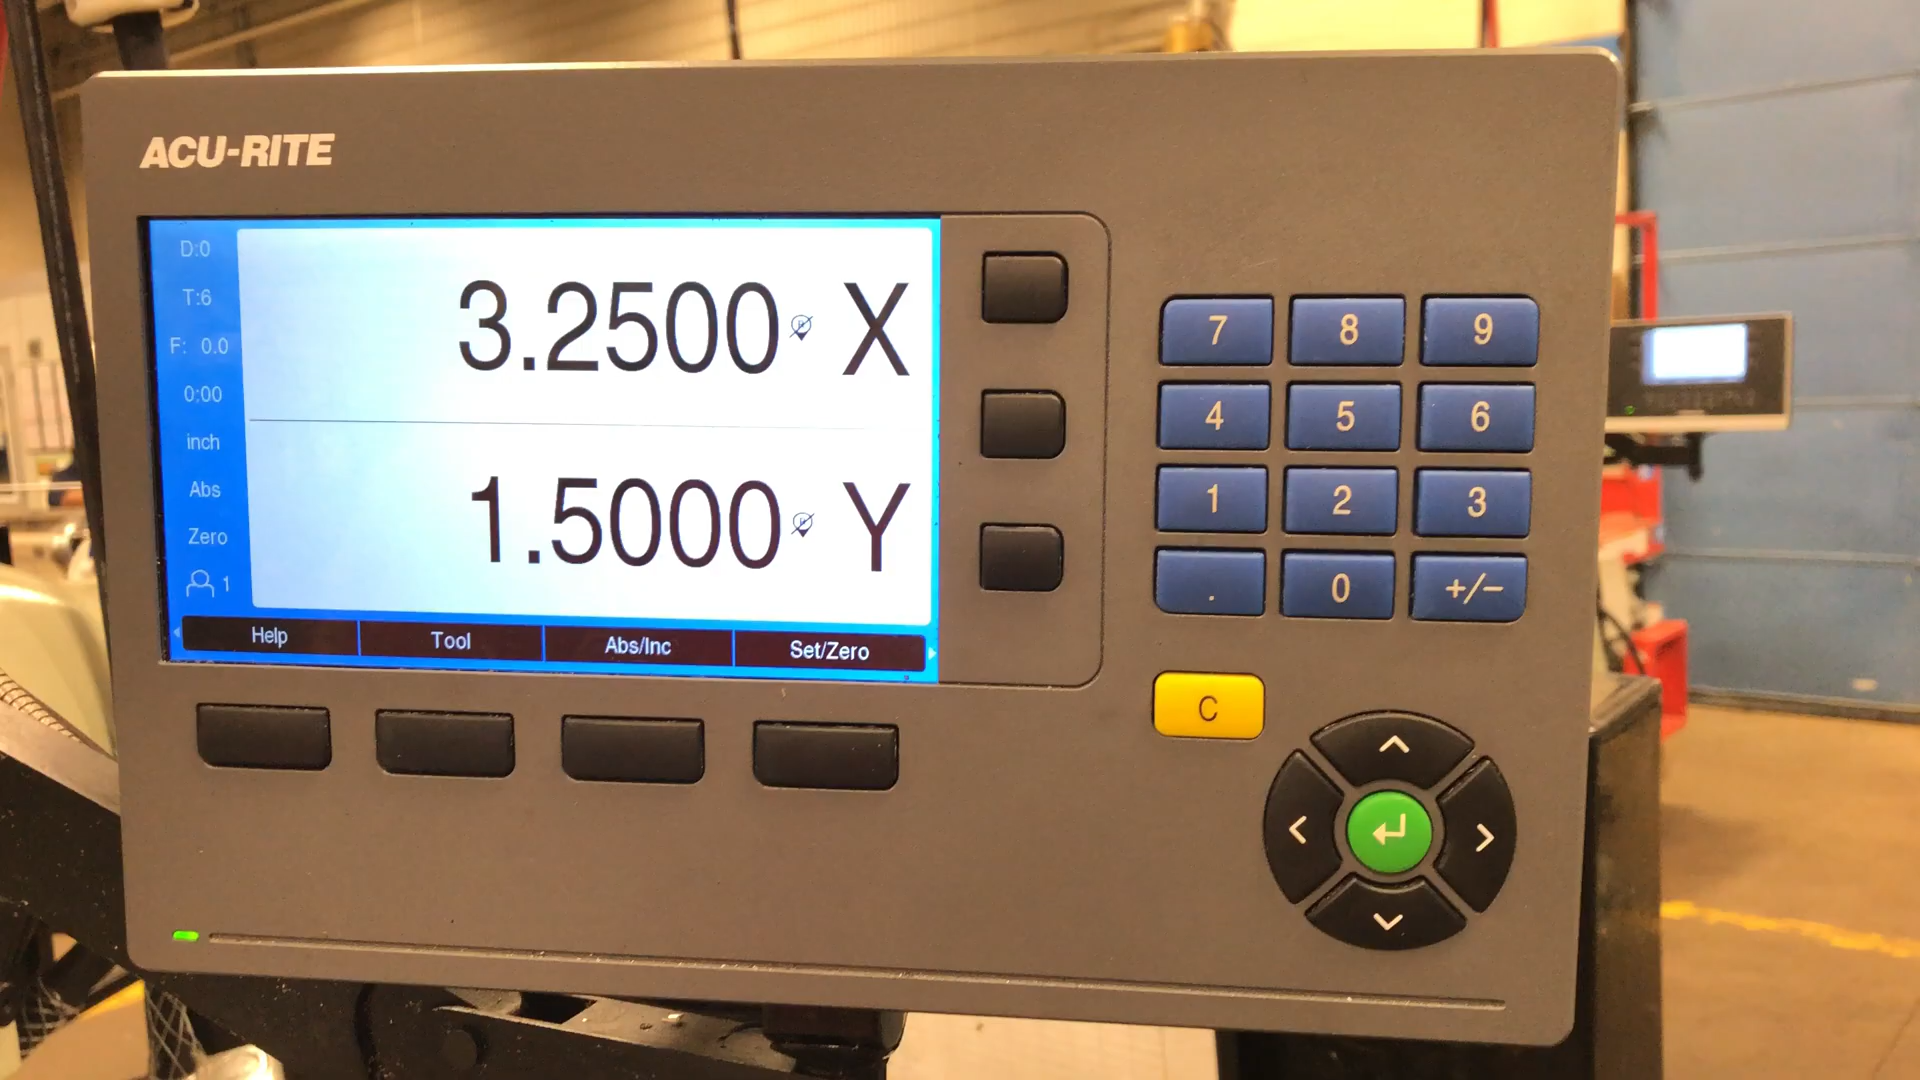 ACU-RITE
D:0
T:6
F: 0.0
0:00
inch
Abs
Zero
1
3.2500 X
1.5000 Y
Help Tool Abs/Inc Set/Zero
7 8 9
4 5 6
1 2 3
. 0 +/-
C